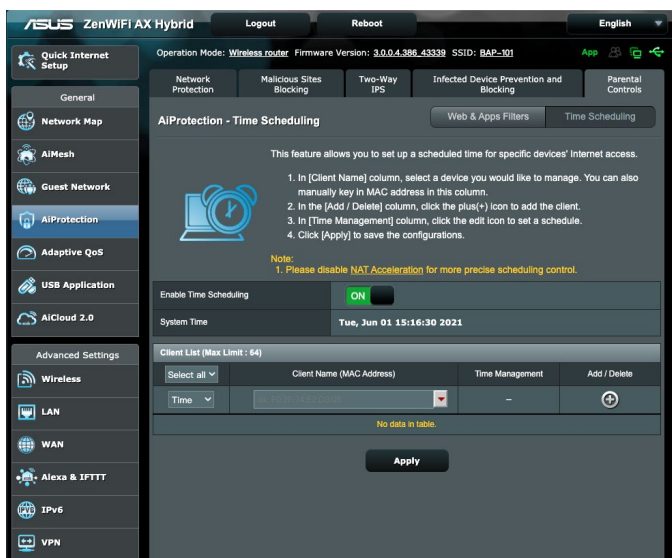 ASUS ZenWiFi AX Hybrid Logout Reboot English
Operation Mode: Wireless router Firmware Version: 3.0.0.4.386_43339 SSID: BAP-101 App
Quick Internet
Setup
General
Network Map
AiMesh
Guest Network
AiProtection
Adaptive QoS
USB Application
AiCloud 2.0
Advanced Settings
Wireless
LAN
WAN
Alexa & IFTTT
IPv6
VPN
Network
Protection
Malicious Sites
Blocking
Two-Way
IPS
Infected Device Prevention and
Blocking
Parental
Controls
AiProtection - Time Scheduling
Web & Apps Filters Time Scheduling
This feature allows you to set up a scheduled time for specific devices' Internet access.
1. In [Client Name] column, select a device you would like to manage. You can also
manually key in MAC address in this column.
2. In the [Add / Delete] column, click the plus(+) icon to add the client.
3. In [Time Management] column, click the edit icon to set a schedule.
4. Click [Apply] to save the configurations.
Note:
1. Please disable NAT Acceleration for more precise scheduling control.
Enable Time Scheduling ON
System Time Tue, Jun 01 15:16:30 2021
Client List (Max Limit : 64)
Select all Client Name (MAC Address) Time Management Add / Delete
Time –
No data in table.
Apply